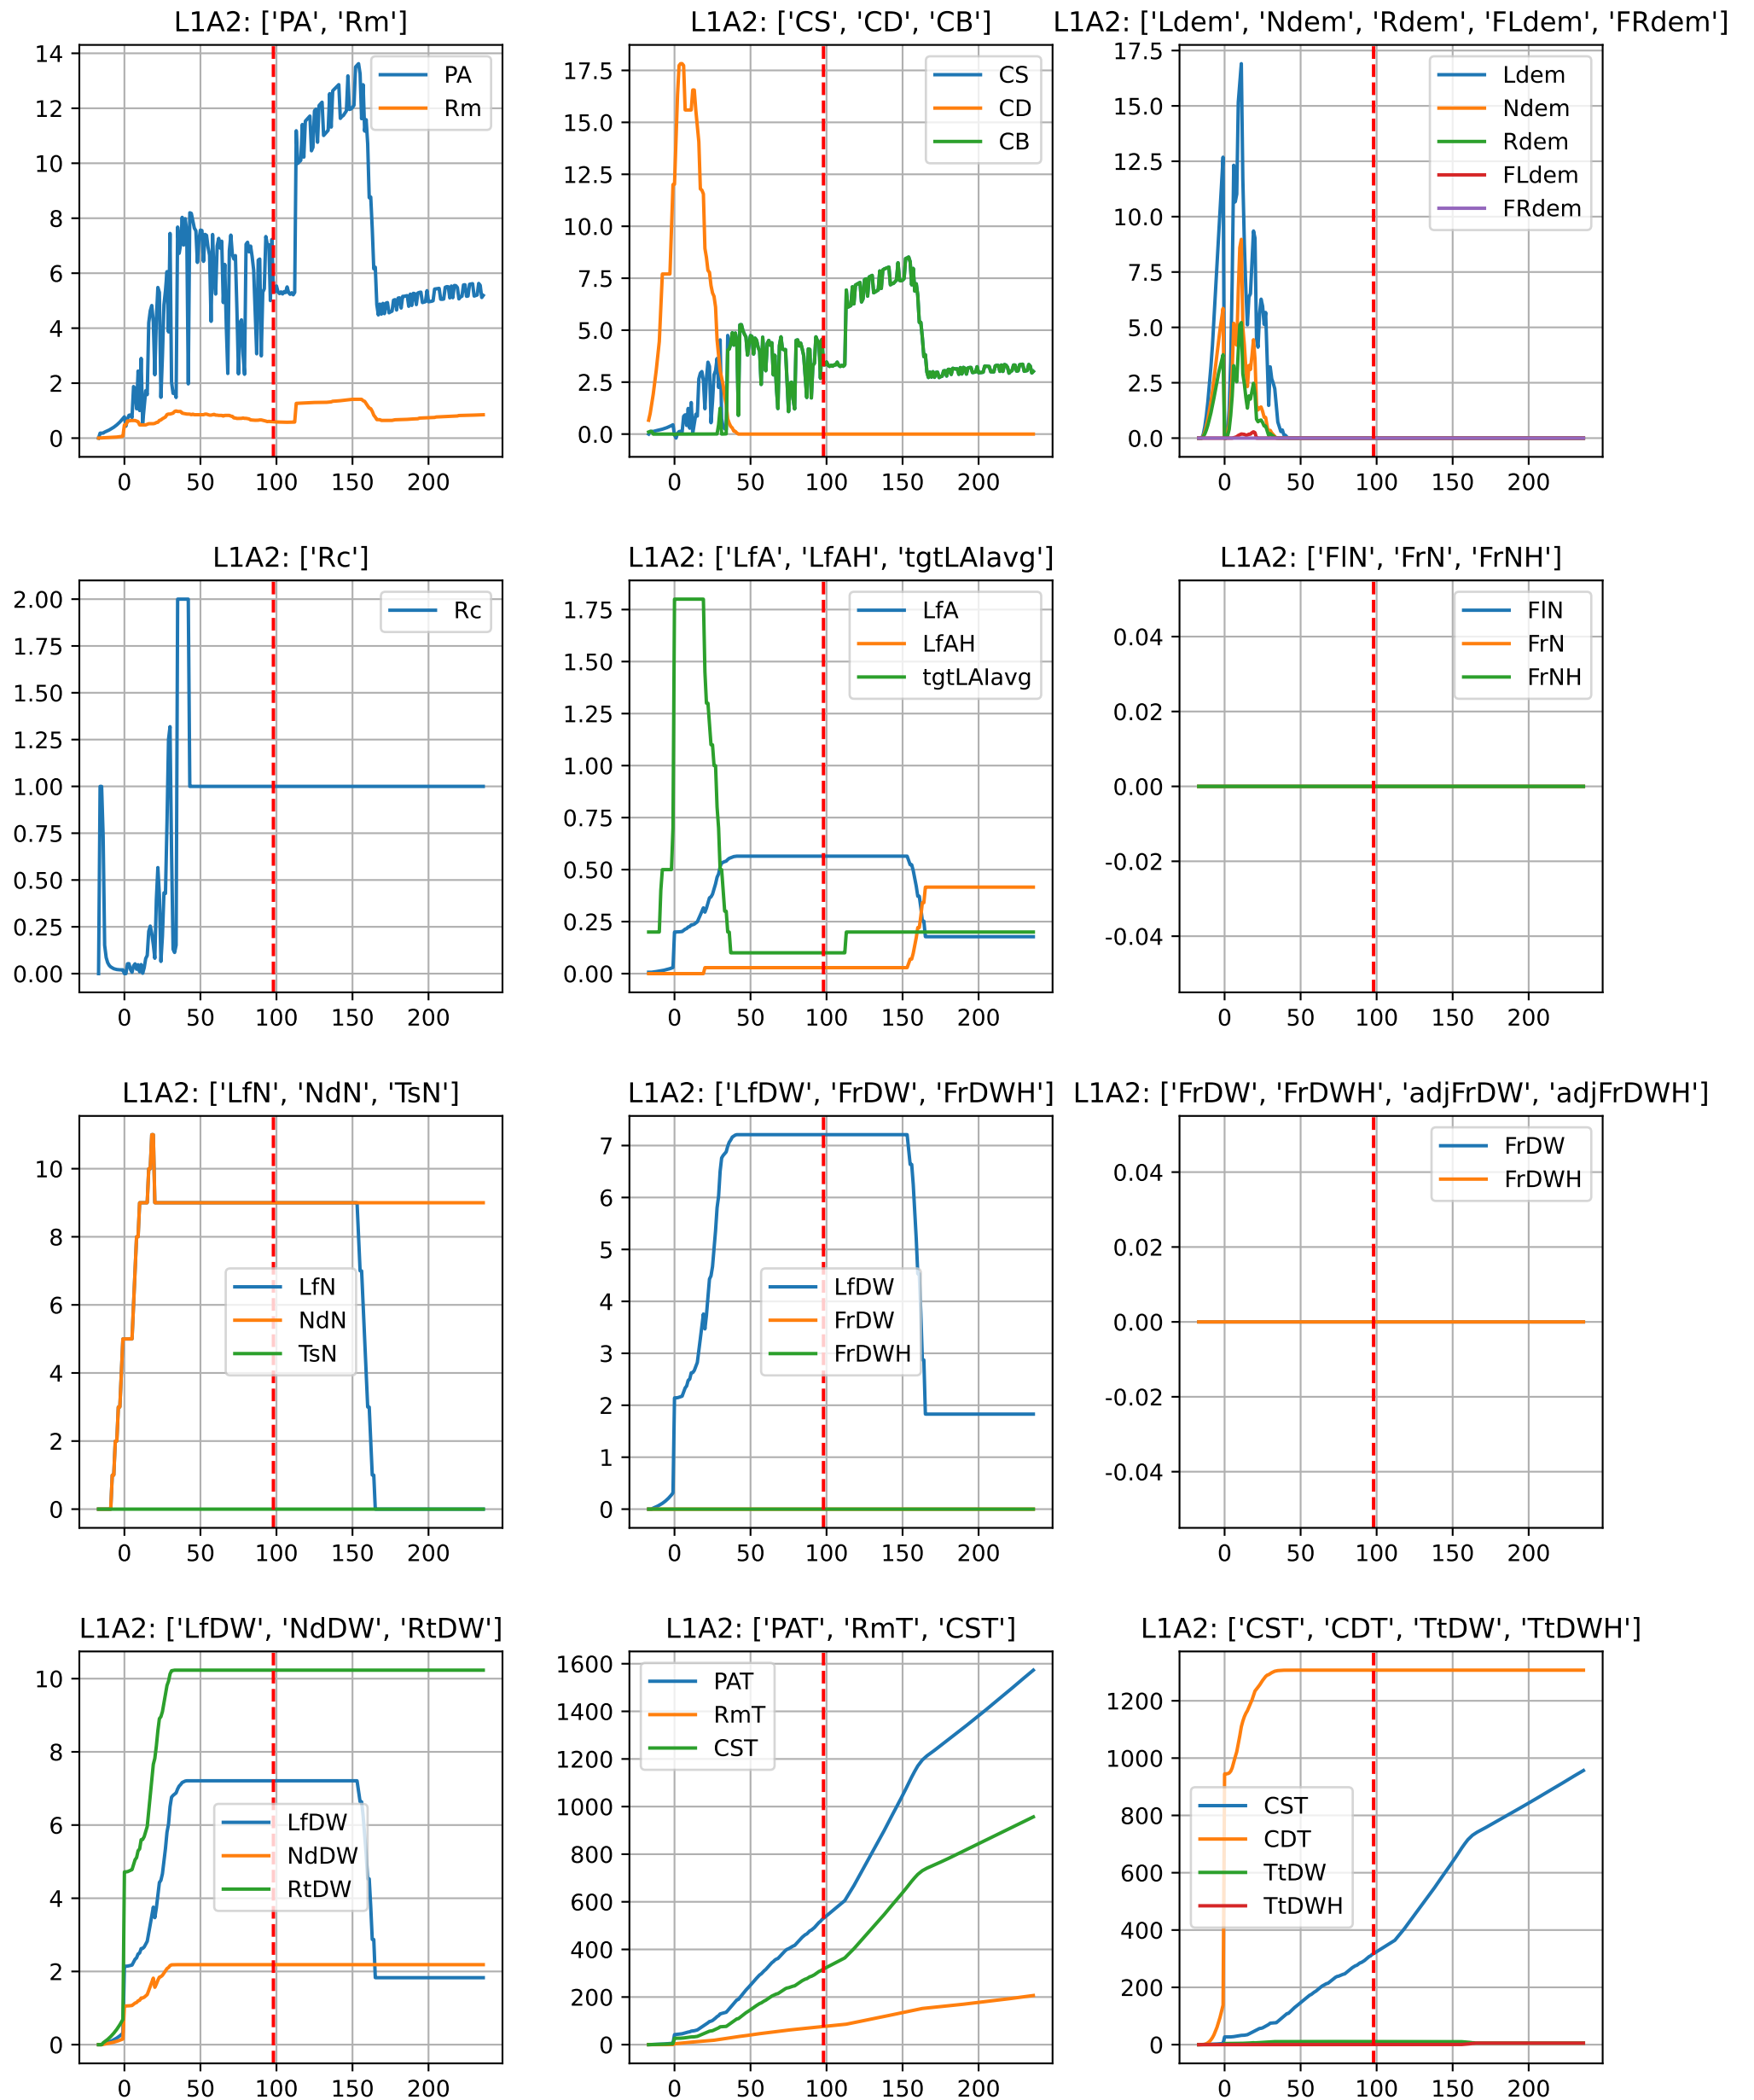 L1A2: ['PA', 'Rm']
14
12
10
8
6
4
2
0
0 50 100 150 200
PA
Rm
L1A2: ['CS', 'CD', 'CB']
17.5
15.0
12.5
10.0
7.5
5.0
2.5
0.0
0 50 100 150 200
CS
CD
CB
L1A2: ['Ldem', 'Ndem', 'Rdem', 'FLdem', 'FRdem']
17.5
15.0
12.5
10.0
7.5
5.0
2.5
0.0
0 50 100 150 200
Ldem
Ndem
Rdem
FLdem
FRdem
L1A2: ['Rc']
2.00
1.75
1.50
1.25
1.00
0.75
0.50
0.25
0.00
0 50 100 150 200
Rc
L1A2: ['LfA', 'LfAH', 'tgtLAIavg']
1.75
1.50
1.25
1.00
0.75
0.50
0.25
0.00
0 50 100 150 200
LfA
LfAH
tgtLAIavg
L1A2: ['FlN', 'FrN', 'FrNH']
0.04
0.02
0.00
-0.02
-0.04
0 50 100 150 200
FlN
FrN
FrNH
L1A2: ['LfN', 'NdN', 'TsN']
10
8
6
4
2
0
0 50 100 150 200
LfN
NdN
TsN
L1A2: ['LfDW', 'FrDW', 'FrDWH']
7
6
5
4
3
2
1
0
0 50 100 150 200
LfDW
FrDW
FrDWH
L1A2: ['FrDW', 'FrDWH', 'adjFrDW', 'adjFrDWH']
0.04
0.02
0.00
-0.02
-0.04
0 50 100 150 200
FrDW
FrDWH
L1A2: ['LfDW', 'NdDW', 'RtDW']
10
8
6
4
2
0
0 50 100 150 200
LfDW
NdDW
RtDW
L1A2: ['PAT', 'RmT', 'CST']
1600
1400
1200
1000
800
600
400
200
0
0 50 100 150 200
PAT
RmT
CST
L1A2: ['CST', 'CDT', 'TtDW', 'TtDWH']
1200
1000
800
600
400
200
0
0 50 100 150 200
CST
CDT
TtDW
TtDWH